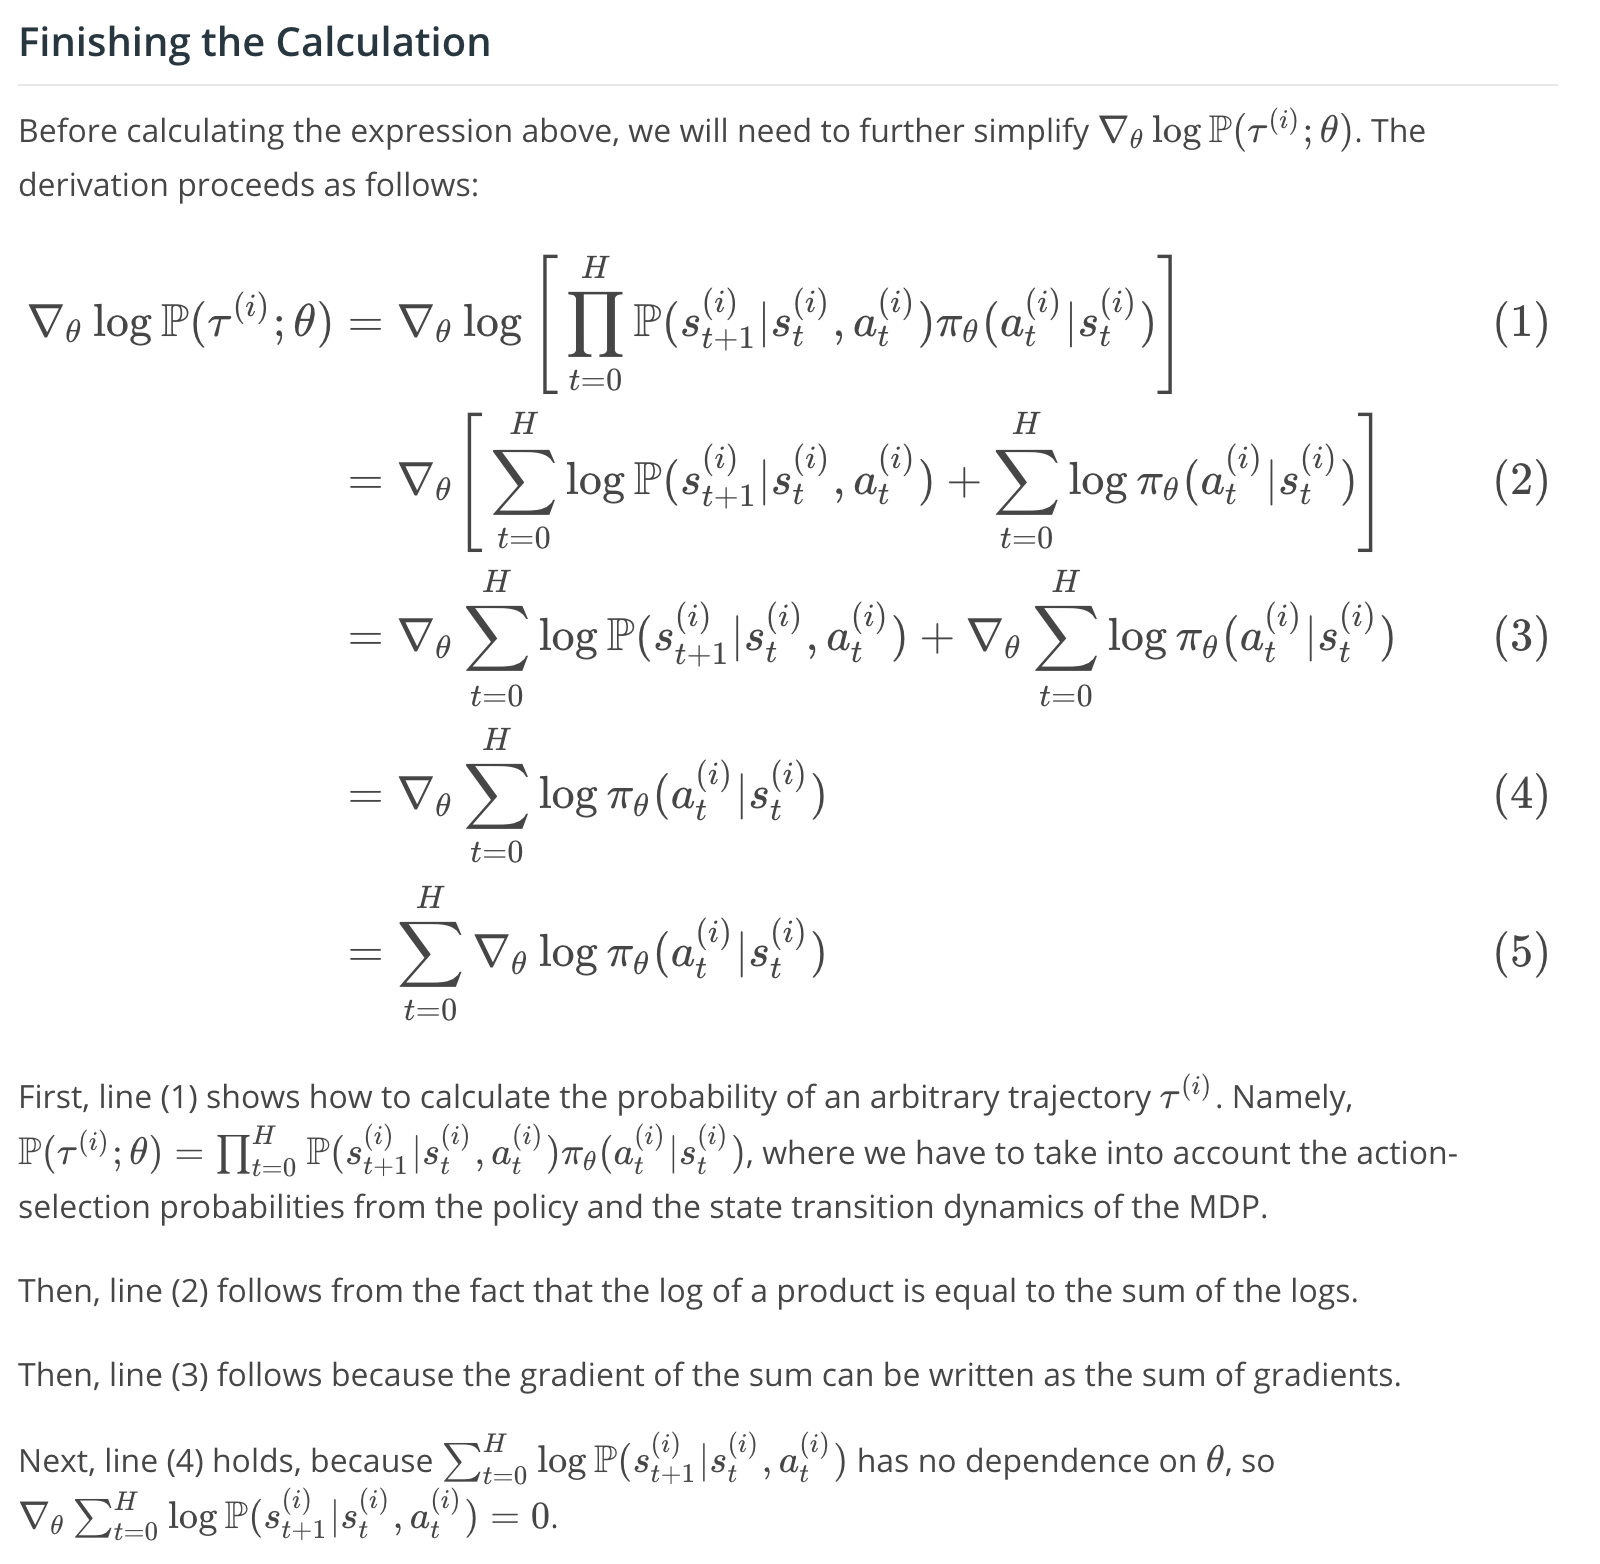 Finishing the Calculation
Before calculating the expression above, we will need to further simplify $\nabla_\theta \log \mathbb{P}(\tau^{(i)};\theta)$. The
derivation proceeds as follows:
$\nabla_\theta \log \mathbb{P}(\tau^{(i)};\theta) = \nabla_\theta \log \left[ \prod_{t=0}^{H} \mathbb{P}(s_{t+1}^{(i)}|s_t^{(i)}, a_t^{(i)}) \pi_\theta(a_t^{(i)}|s_t^{(i)}) \right]$ (1)
$= \nabla_\theta \left[ \sum_{t=0}^{H} \log \mathbb{P}(s_{t+1}^{(i)}|s_t^{(i)}, a_t^{(i)}) + \sum_{t=0}^{H} \log \pi_\theta(a_t^{(i)}|s_t^{(i)}) \right]$ (2)
$= \nabla_\theta \sum_{t=0}^{H} \log \mathbb{P}(s_{t+1}^{(i)}|s_t^{(i)}, a_t^{(i)}) + \nabla_\theta \sum_{t=0}^{H} \log \pi_\theta(a_t^{(i)}|s_t^{(i)})$ (3)
$= \nabla_\theta \sum_{t=0}^{H} \log \pi_\theta(a_t^{(i)}|s_t^{(i)})$ (4)
$= \sum_{t=0}^{H} \nabla_\theta \log \pi_\theta(a_t^{(i)}|s_t^{(i)})$ (5)
First, line (1) shows how to calculate the probability of an arbitrary trajectory $\tau^{(i)}$. Namely,
$\mathbb{P}(\tau^{(i)};\theta) = \prod_{t=0}^{H} \mathbb{P}(s_{t+1}^{(i)}|s_t^{(i)}, a_t^{(i)}) \pi_\theta(a_t^{(i)}|s_t^{(i)})$, where we have to take into account the action-
selection probabilities from the policy and the state transition dynamics of the MDP.
Then, line (2) follows from the fact that the log of a product is equal to the sum of the logs.
Then, line (3) follows because the gradient of the sum can be written as the sum of gradients.
Next, line (4) holds, because $\sum_{t=0}^{H} \log \mathbb{P}(s_{t+1}^{(i)}|s_t^{(i)}, a_t^{(i)})$ has no dependence on $\theta$, so
$\nabla_\theta \sum_{t=0}^{H} \log \mathbb{P}(s_{t+1}^{(i)}|s_t^{(i)}, a_t^{(i)}) = 0$.